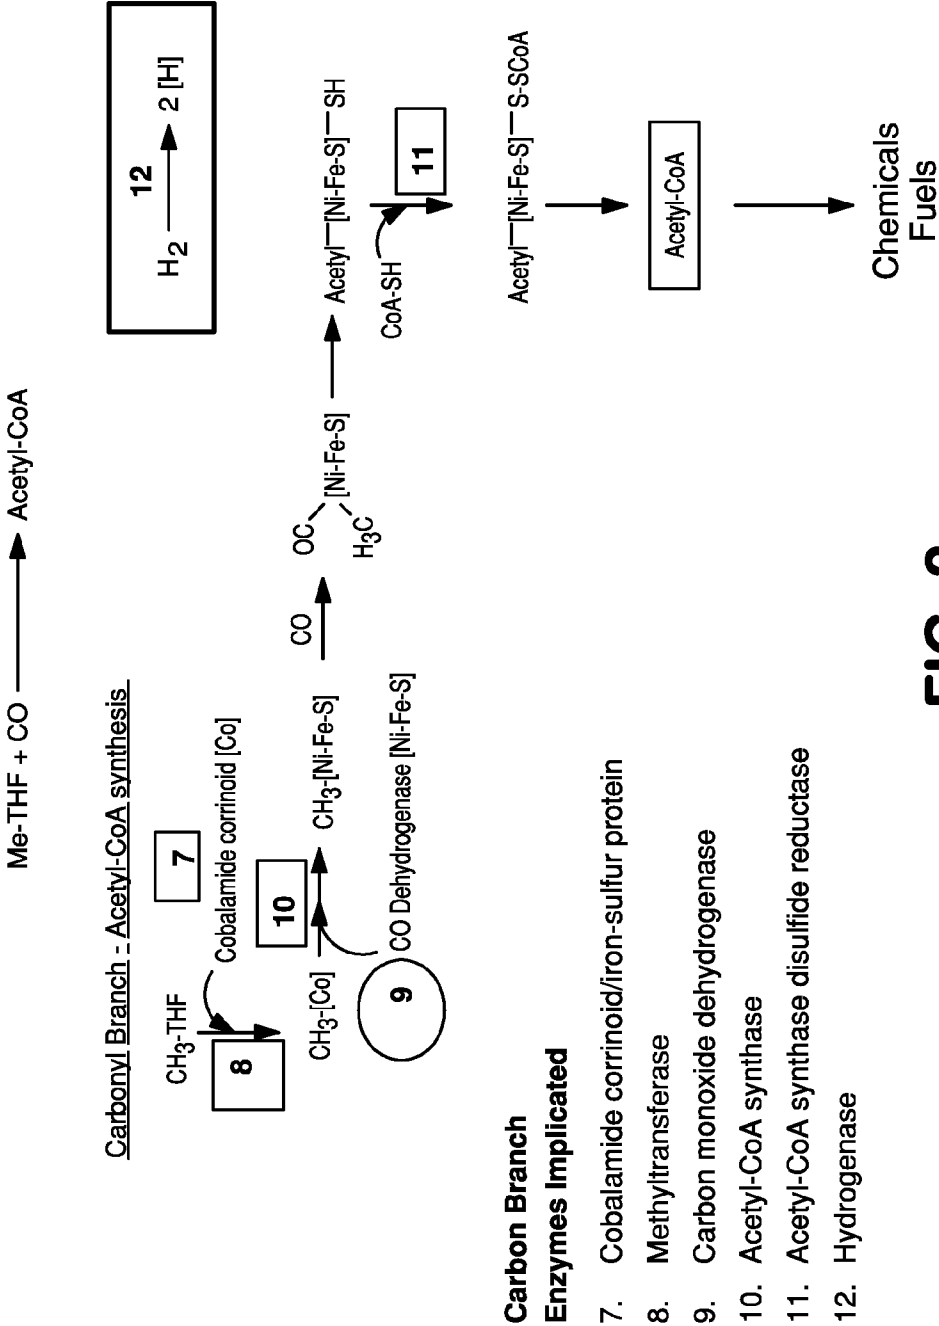 Me-THF + CO Acetyl-CoA
Carbonyl Branch - Acetyl-CoA synthesis
12
H2 2 [H]
7
CH3-THF
Cobalamide corrinoid [Co]
8
10
CH3-[Co]
CH3-[Ni-Fe-S]
CO
OC
[Ni-Fe-S]
H3C
Acetyl-[Ni-Fe-S]-SH
9
CO Dehydrogenase [Ni-Fe-S]
CoA-SH
11
Acetyl-[Ni-Fe-S]-S-SCoA
Acetyl-CoA
Chemicals
Fuels
Carbon Branch
Enzymes Implicated
7. Cobalamide corrinoid/iron-sulfur protein
8. Methyltransferase
9. Carbon monoxide dehydrogenase
10. Acetyl-CoA synthase
11. Acetyl-CoA synthase disulfide reductase
12. Hydrogenase
FIG.